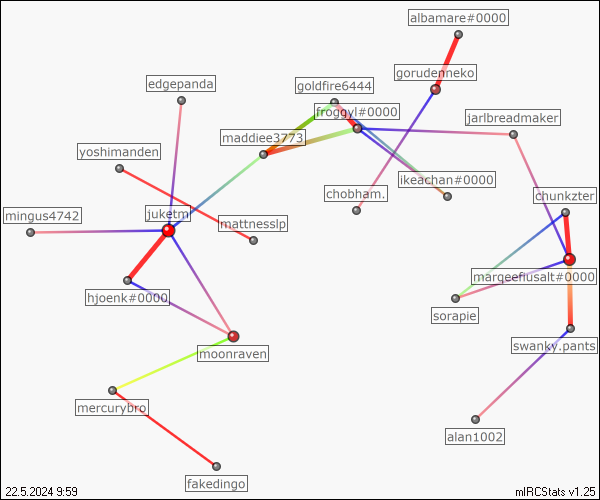 albamare#0000
gorudenneko
edgepanda
goldfire6444
froggyl#0000
jarlbreadmaker
maddiee3773
yoshimanden
ikeachan#0000
chobham.
chunkzter
mingus4742
juketm
mattnesslp
marqeefiusalt#0000
hjoenk#0000
sorapie
swanky.pants
moonraven
mercurybro
alan1002
fakedingo
22.5.2024 9:59
mIRCStats v1.25